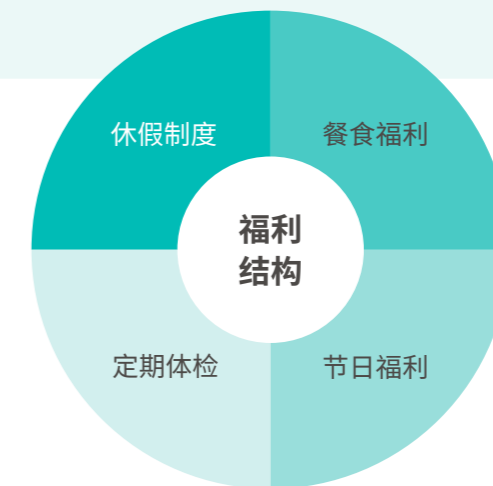 休假制度
餐食福利
福利
结构
定期体检
节日福利